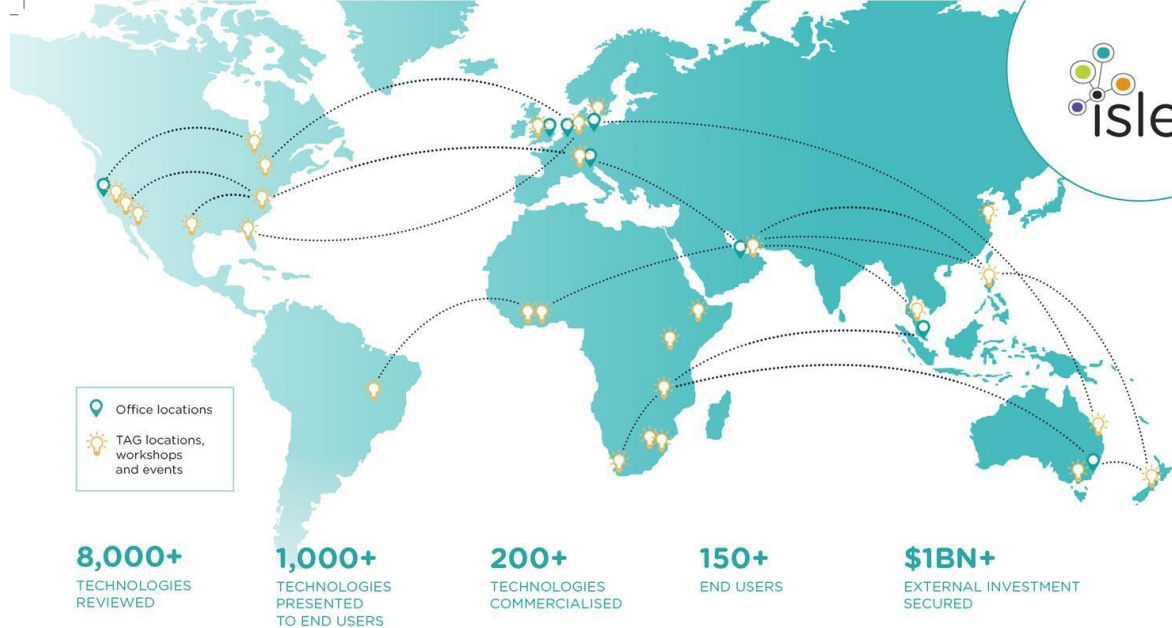 isle
Office locations
TAG locations,
workshops
and events
8,000+
TECHNOLOGIES
REVIEWED
1,000+
TECHNOLOGIES
PRESENTED
TO END USERS
200+
TECHNOLOGIES
COMMERCIALISED
150+
END USERS
$1BN+
EXTERNAL INVESTMENT
SECURED